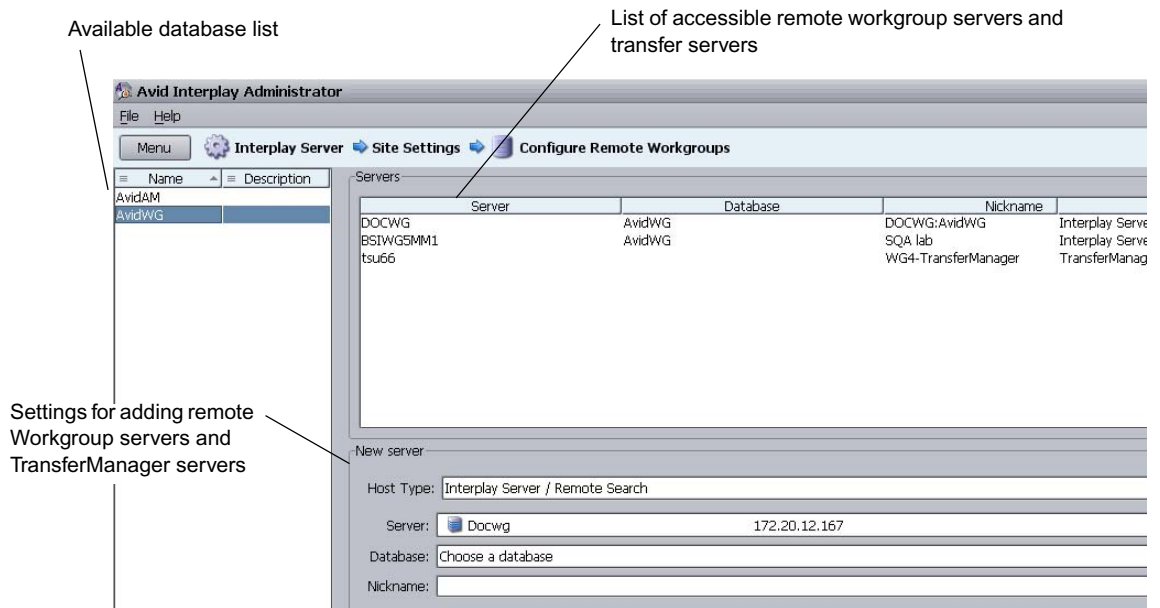 Available database list
List of accessible remote workgroup servers and
transfer servers
Avid Interplay Administrator
File Help
Menu Interplay Server Site Settings Configure Remote Workgroups
Name Description
AvidAM
AvidWG
Servers
Server Database Nickname
DOCWG AvidWG DOCWG:AvidWG Interplay Serve
BSIWG5MM1 AvidWG SQA lab Interplay Serve
tsu66 WG4-TransferManager TransferManag
Settings for adding remote
Workgroup servers and
TransferManager servers
New server
Host Type: Interplay Server / Remote Search
Server: Docwg 172.20.12.167
Database: Choose a database
Nickname: